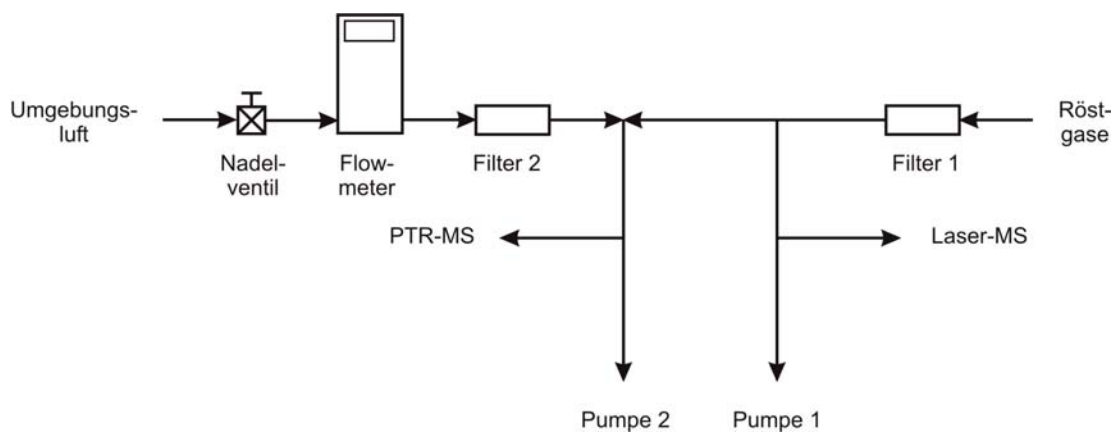 Umgebungs-
luft
Nadel-
ventil
Flow-
meter
Filter 2
Filter 1
Röst-
gase
PTR-MS
Laser-MS
Pumpe 2
Pumpe 1